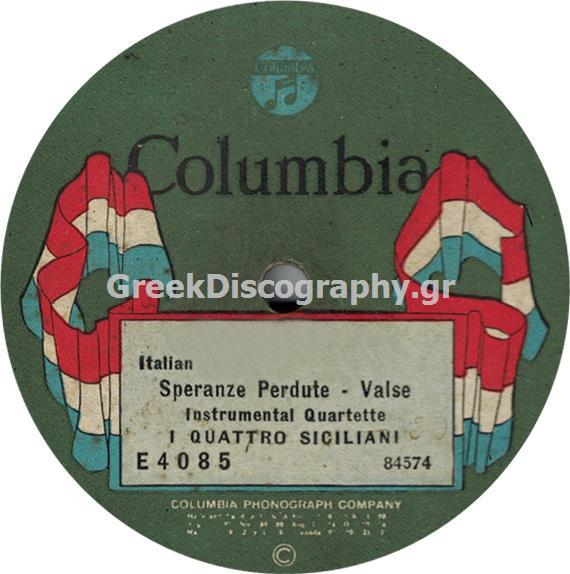 Columbia
Columbia
GreekDiscography.gr
Italian
Speranze Perdute - Valse
Instrumental Quartette
I QUATTRO SICILIANI
E4085 84574
COLUMBIA PHONOGRAPH COMPANY
©